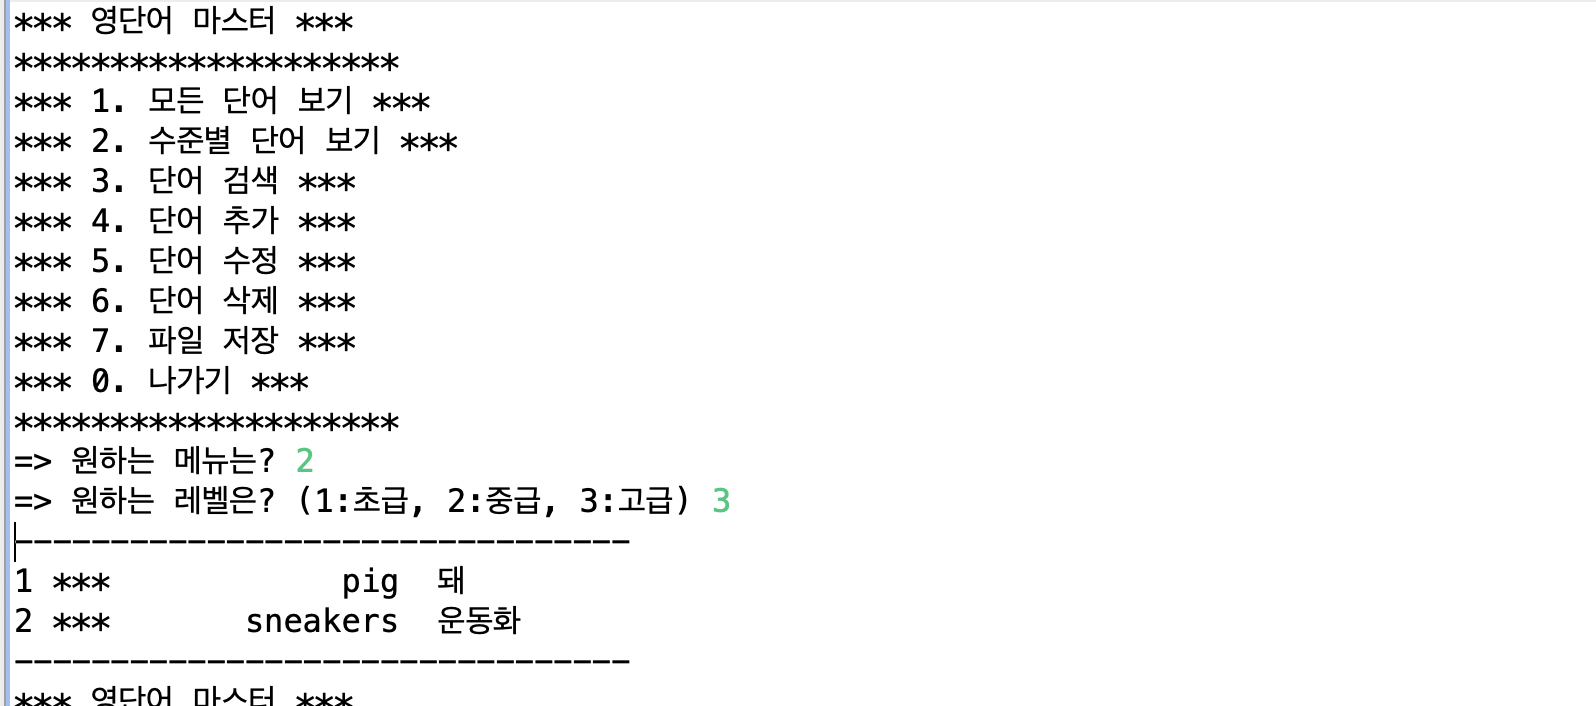 *** 영단어 마스터 ***
********************
*** 1. 모든 단어 보기 ***
*** 2. 수준별 단어 보기 ***
*** 3. 단어 검색 ***
*** 4. 단어 추가 ***
*** 5. 단어 수정 ***
*** 6. 단어 삭제 ***
*** 7. 파일 저장 ***
*** 0. 나가기 ***
********************
=> 원하는 메뉴는? 2
=> 원하는 레벨은? (1:초급, 2:중급, 3:고급) 3
--------------------------------
1 ***            pig  돼
2 ***       sneakers  운동화
--------------------------------
*** 영단어 마스터 ***